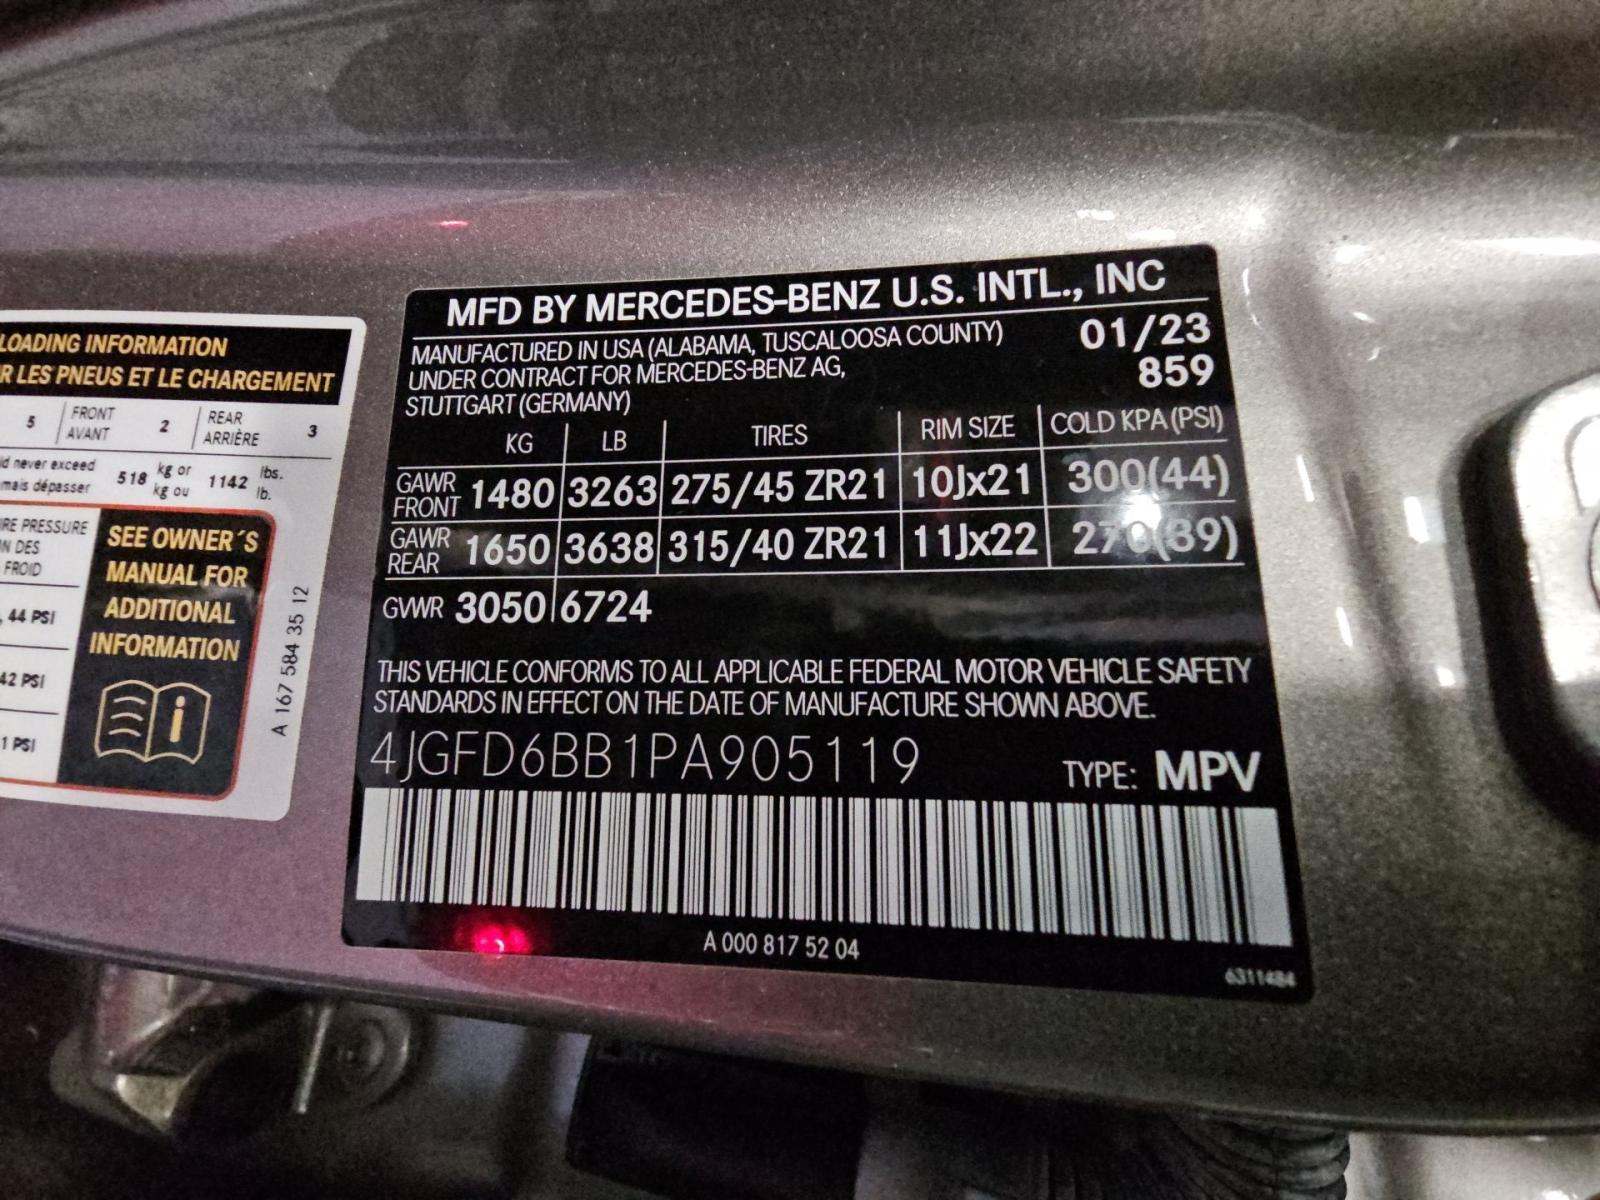 LOADING INFORMATION
LES PNEUS ET LE CHARGEMENT
5 FRONT AVANT 2 REAR ARRIÈRE 3
never exceed
dépasser 518 kg or kg ou 1142 lbs. lb.
PRESSURE
DES
FROID
44 PSI
42 PSI
PSI
SEE OWNER´S
MANUAL FOR
ADDITIONAL
INFORMATION
A 167 584 35 12
MFD BY MERCEDES-BENZ U.S. INTL., INC
MANUFACTURED IN USA (ALABAMA, TUSCALOOSA COUNTY) 01/23
UNDER CONTRACT FOR MERCEDES-BENZ AG, 859
STUTTGART (GERMANY)
KG LB TIRES RIM SIZE COLD KPA (PSI)
GAWR FRONT 1480 3263 275/45 ZR21 10Jx21 300(44)
GAWR REAR 1650 3638 315/40 ZR21 11Jx22 270(39)
GVWR 3050 6724
THIS VEHICLE CONFORMS TO ALL APPLICABLE FEDERAL MOTOR VEHICLE SAFETY
STANDARDS IN EFFECT ON THE DATE OF MANUFACTURE SHOWN ABOVE.
4JGFD6BB1PA905119 TYPE: MPV
A 000 817 52 04
6311484